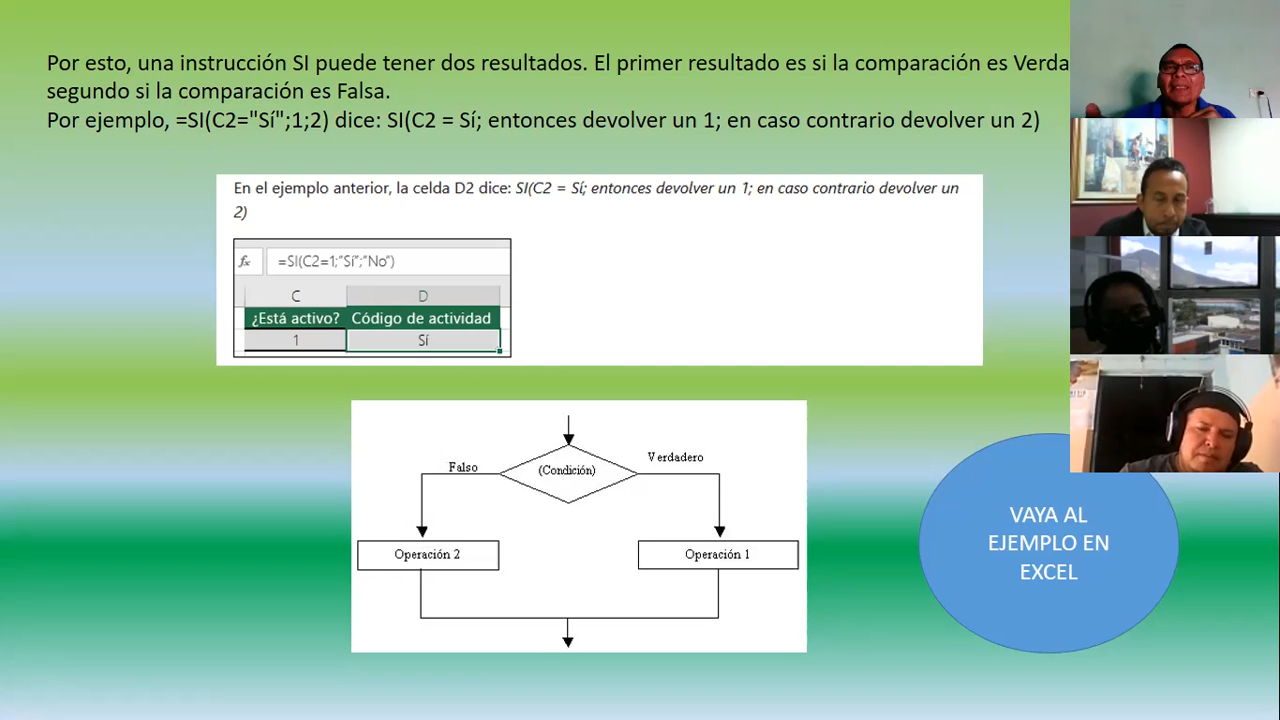 Por esto, una instrucción SI puede tener dos resultados. El primer resultado es si la comparación es Verda
segundo si la comparación es Falsa.
Por ejemplo, =SI(C2="Sí";1;2) dice: SI(C2 = Sí; entonces devolver un 1; en caso contrario devolver un 2)
En el ejemplo anterior, la celda D2 dice: SI(C2 = Sí; entonces devolver un 1; en caso contrario devolver un
2)
fx =SI(C2=1;"Sí";"No")
C D
¿Está activo? Código de actividad
1 Sí
Falso (Condición) Verdadero
Operación 2 Operación 1
VAYA AL
EJEMPLO EN
EXCEL